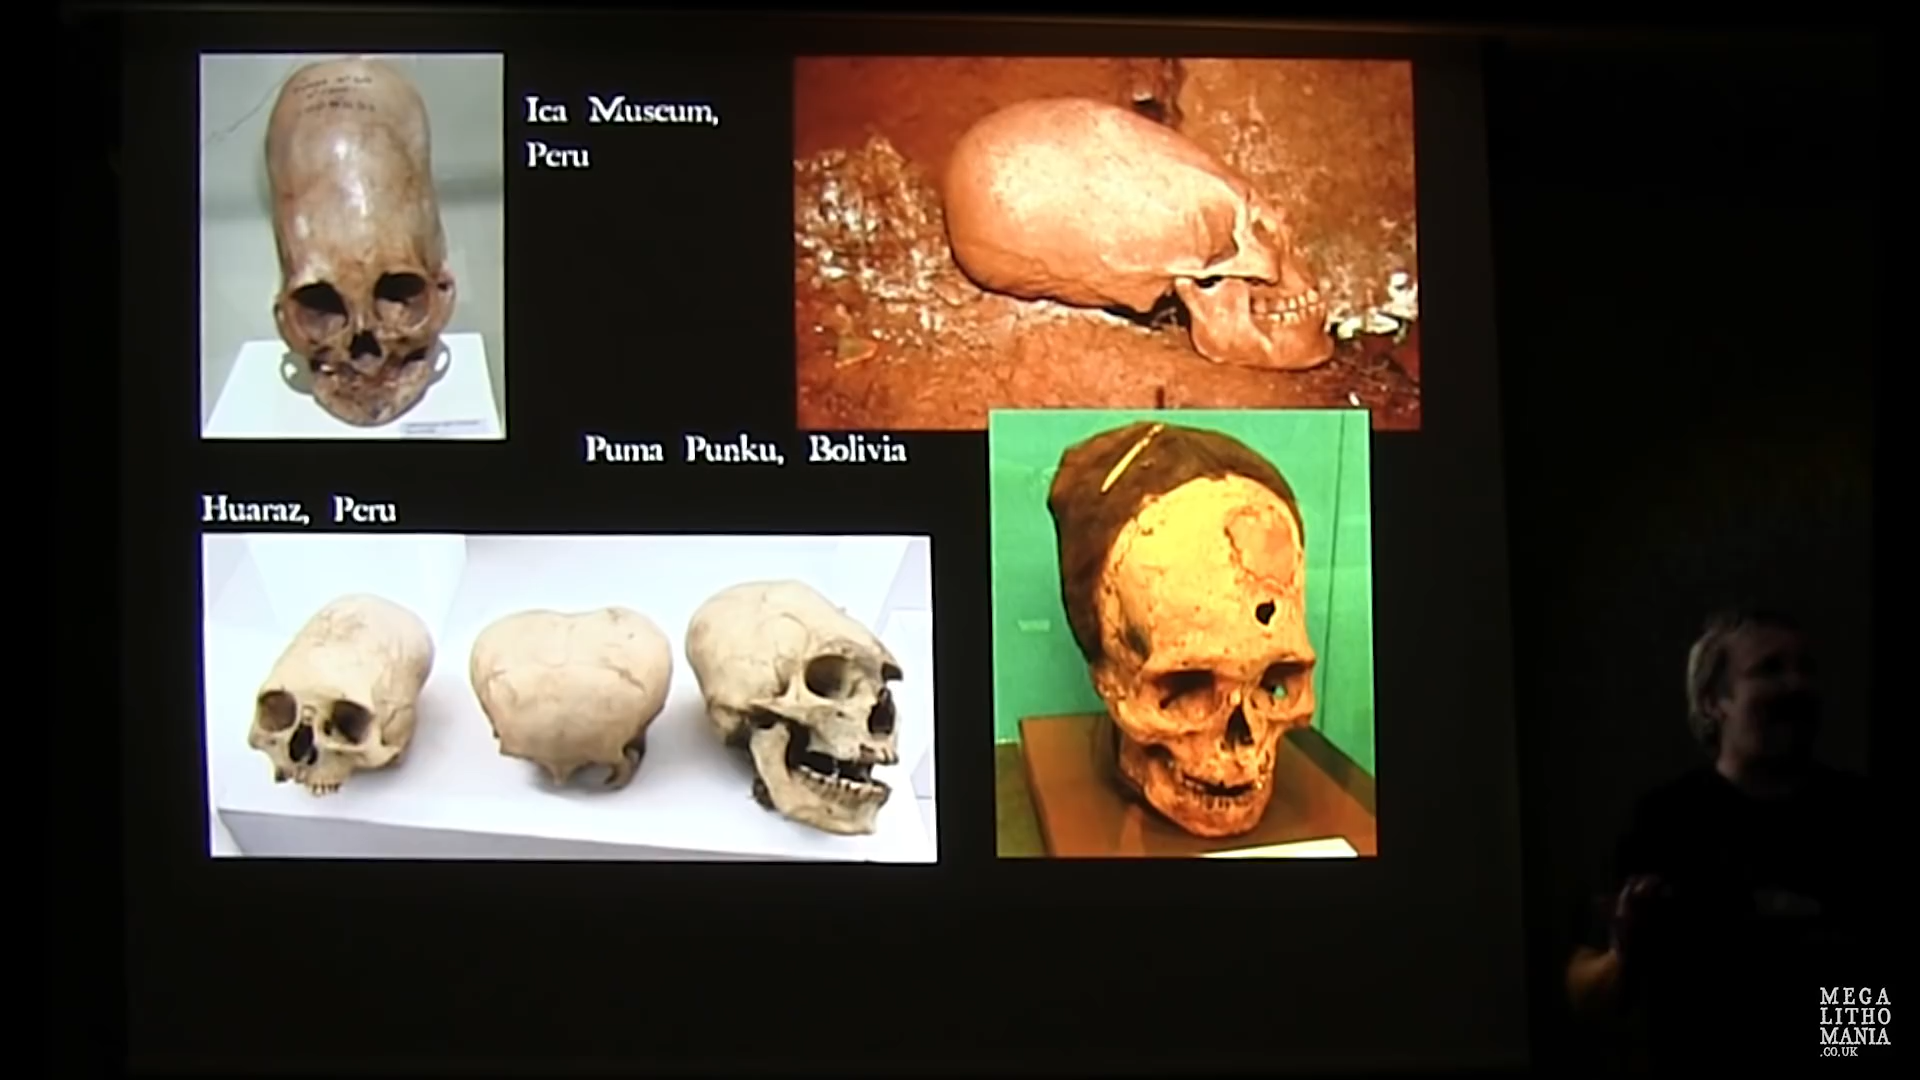 Ica Museum,
Peru
Puma Punku, Bolivia
Huaraz, Peru
MEGA
LITHO
MANIA
.CO.UK